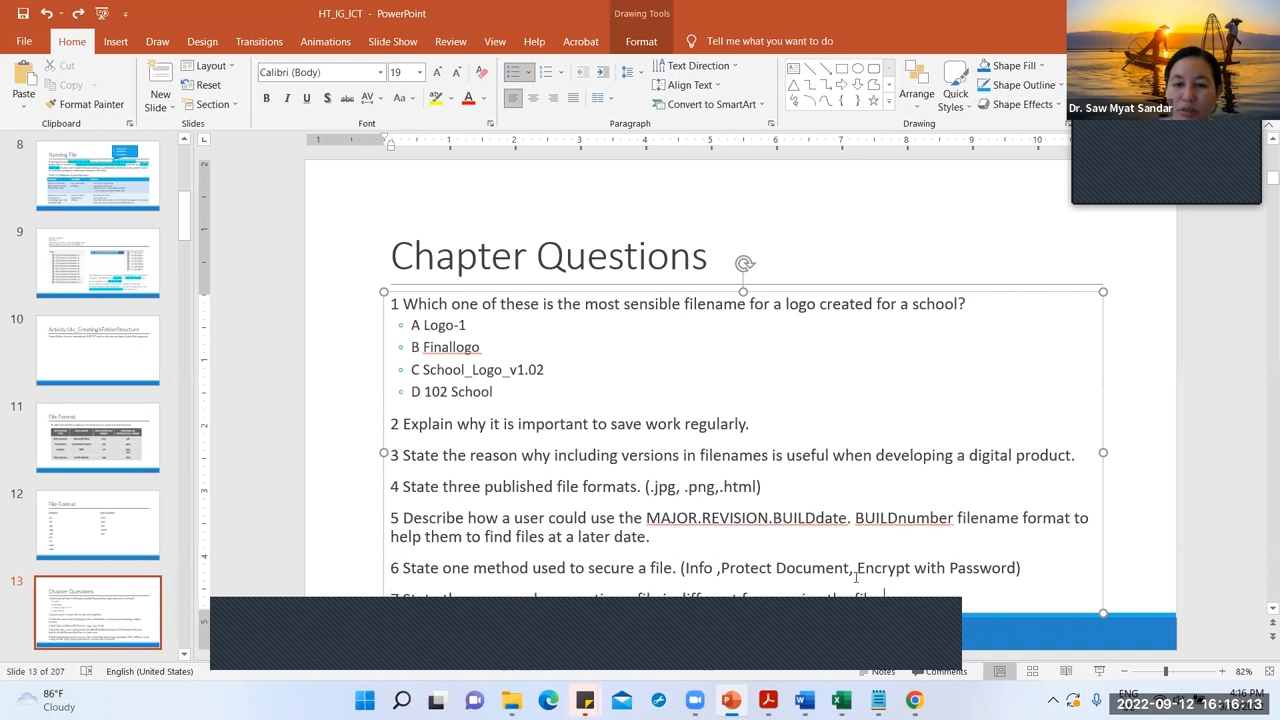 HT_IG_ICT - PowerPoint
Drawing Tools
File Home Insert Draw Design Transitions Animations Slide Show Review View Help Acrobat Format Tell me what you want to do
Paste
Cut
Copy
Format Painter
Clipboard
New Slide
Layout
Reset
Section
Slides
Calibri (Body) 19
Font
Text Direction
Align Text
Convert to SmartArt
Paragraph
Arrange
Quick Styles
Shape Fill
Shape Outline
Shape Effects
Drawing
Dr. Saw Myat Sandar
8
Naming File
9
10
11
File Format
12
File Format
13
Chapter Questions
Chapter Questions
1 Which one of these is the most sensible filename for a logo created for a school?
A Logo-1
B Finallogo
C School_Logo_v1.02
D 102 School
2 Explain why it is important to save work regularly.
3 State the reason why including versions in filenames is useful when developing a digital product.
4 State three published file formats. (.jpg, .png,.html)
5 Describe how a user could use the MAJOR.REVISION.BUILDdate. BUILDnumber filename format to
help them to find files at a later date.
6 State one method used to secure a file. (Info ,Protect Document, Encrypt with Password)
Slide 13 of 207 English (United States) Notes Comments 82%
86°F
Cloudy
ENG
4:16 PM
2022-09-12 16:16:13